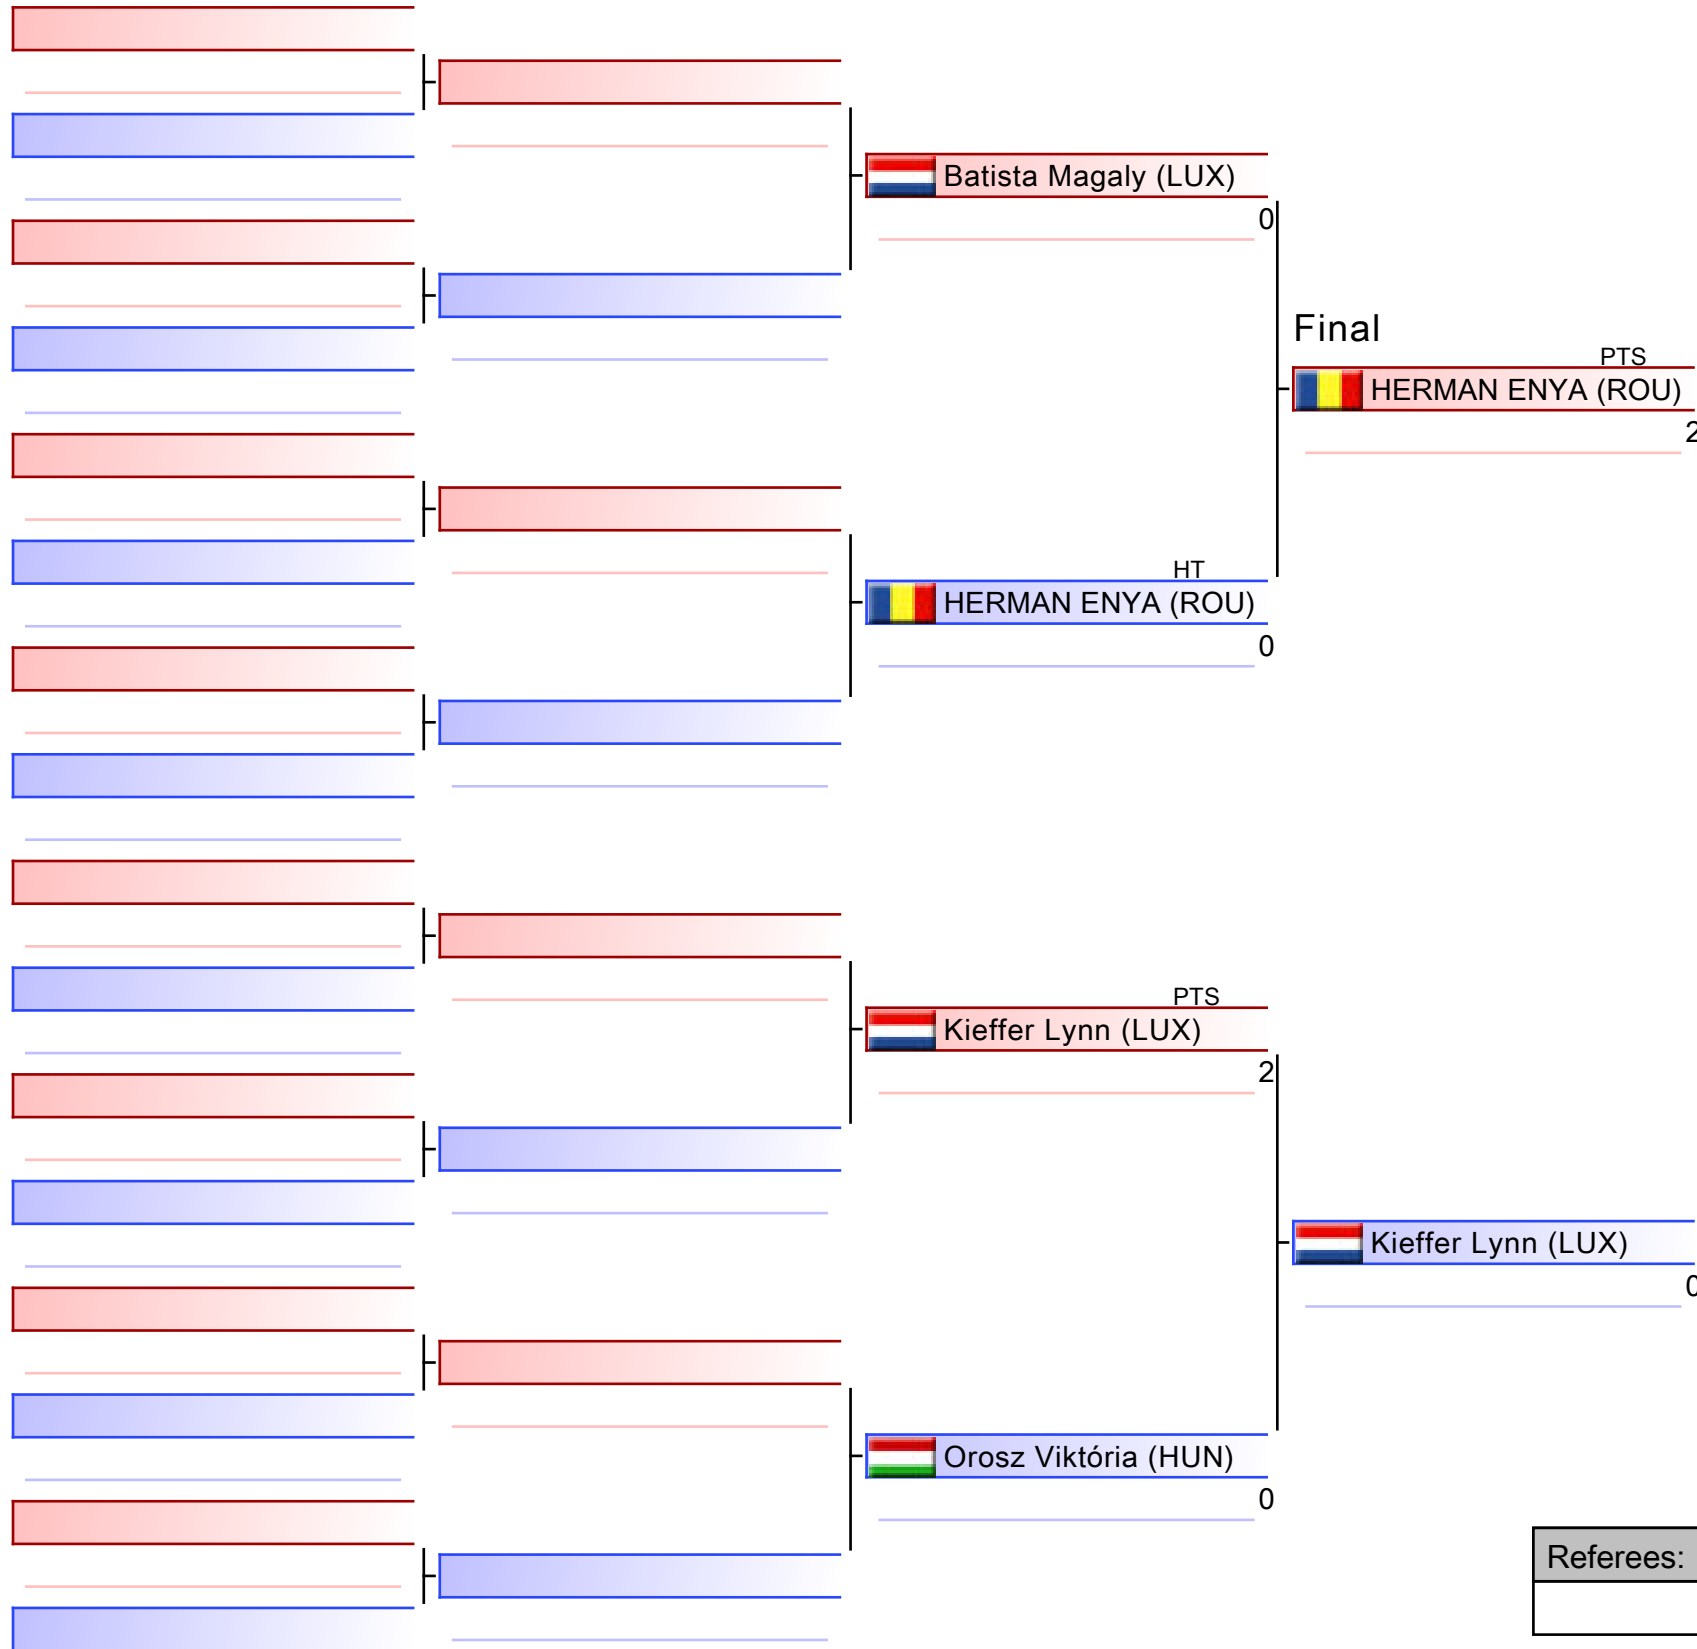 Batista Magaly (LUX)
0
Final
PTS
HERMAN ENYA (ROU)
2
HT
HERMAN ENYA (ROU)
0
PTS
Kieffer Lynn (LUX)
2
Kieffer Lynn (LUX)
0
Orosz Viktória (HUN)
0
Referees: